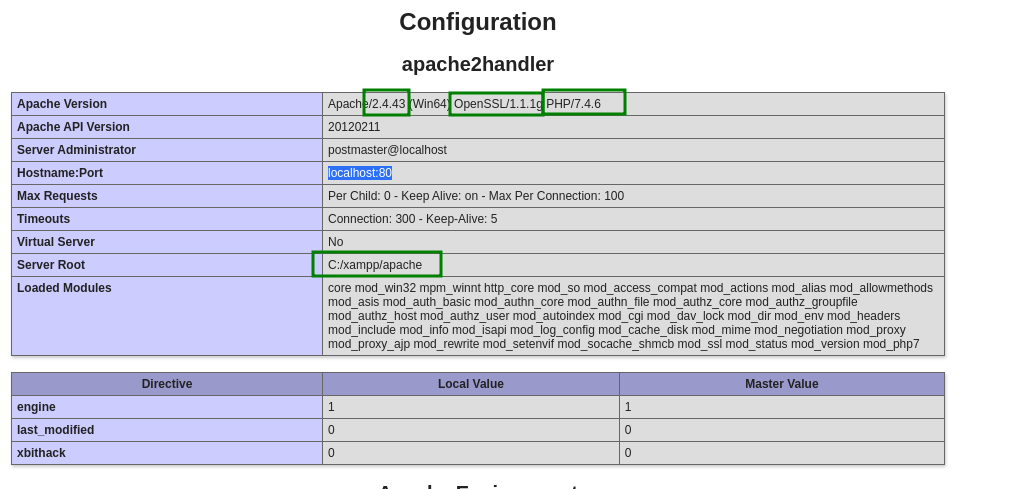 Configuration
apache2handler
Apache Version Apache/2.4.43 (Win64) OpenSSL/1.1.1g PHP/7.4.6
Apache API Version 20120211
Server Administrator postmaster@localhost
Hostname:Port localhost:80
Max Requests Per Child: 0 - Keep Alive: on - Max Per Connection: 100
Timeouts Connection: 300 - Keep-Alive: 5
Virtual Server No
Server Root C:/xampp/apache
Loaded Modules core mod_win32 mpm_winnt http_core mod_so mod_access_compat mod_actions mod_alias mod_allowmethods
mod_asis mod_auth_basic mod_authn_core mod_authn_file mod_authz_core mod_authz_groupfile
mod_authz_host mod_authz_user mod_autoindex mod_cgi mod_dav_lock mod_dir mod_env mod_headers
mod_include mod_info mod_isapi mod_log_config mod_cache_disk mod_mime mod_negotiation mod_proxy
mod_proxy_ajp mod_rewrite mod_setenvif mod_socache_shmcb mod_ssl mod_status mod_version mod_php7
Directive Local Value Master Value
engine 1 1
last_modified 0 0
xbithack 0 0